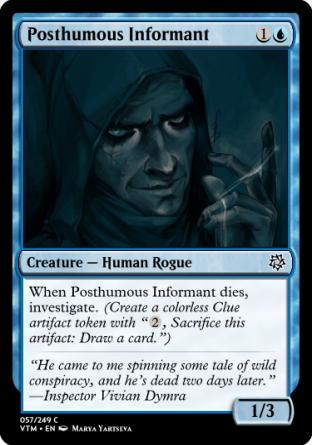 Posthumous Informant 1
Creature — Human Rogue
When Posthumous Informant dies,
investigate. (Create a colorless Clue
artifact token with “2, Sacrifice this
artifact: Draw a card.”)
“He came to me spinning some tale of wild
conspiracy, and he's dead two days later.”
—Inspector Vivian Dymra
1/3
057/249 C
VTM • EN Marya Yartseva